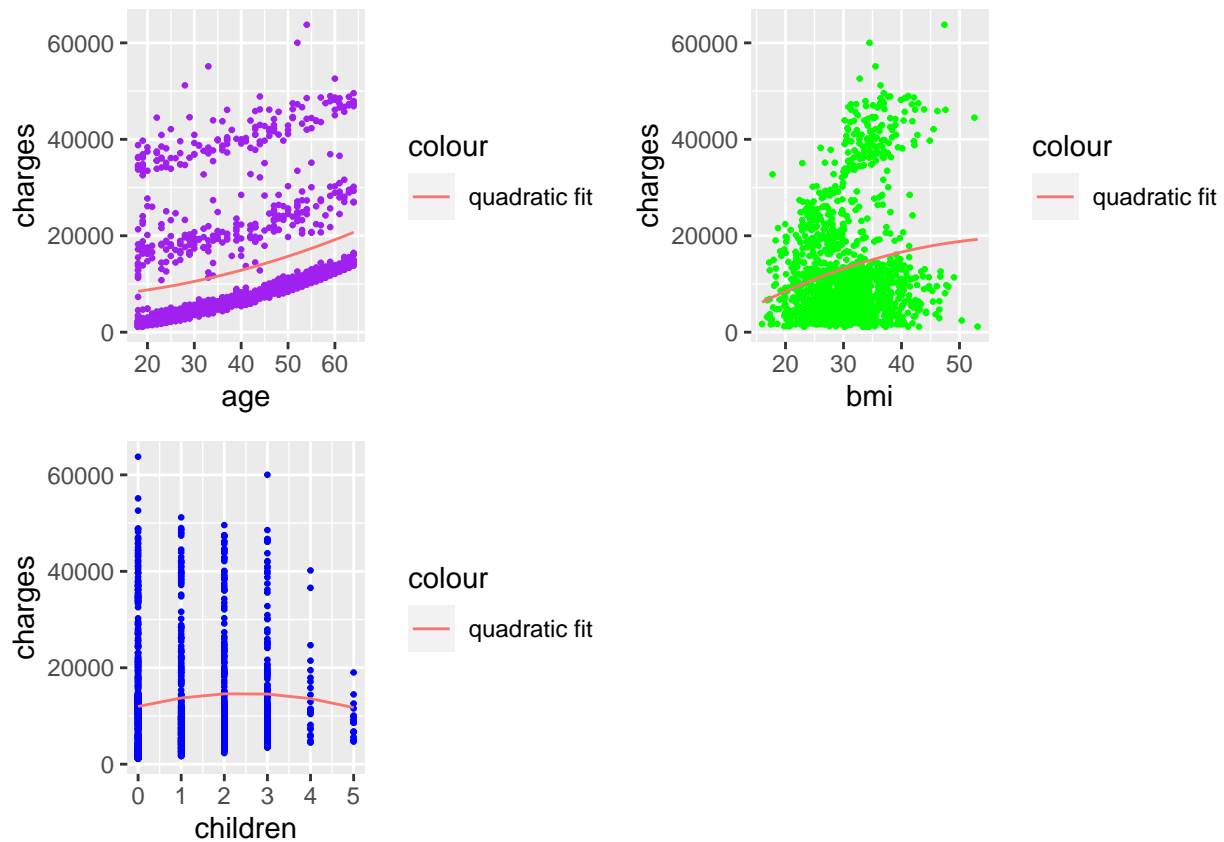 60000
40000
20000
0
charges
20 30 40 50 60
age
colour
quadratic fit
60000
40000
20000
0
charges
20 30 40 50
bmi
colour
quadratic fit
60000
40000
20000
0
charges
0 1 2 3 4 5
children
colour
quadratic fit